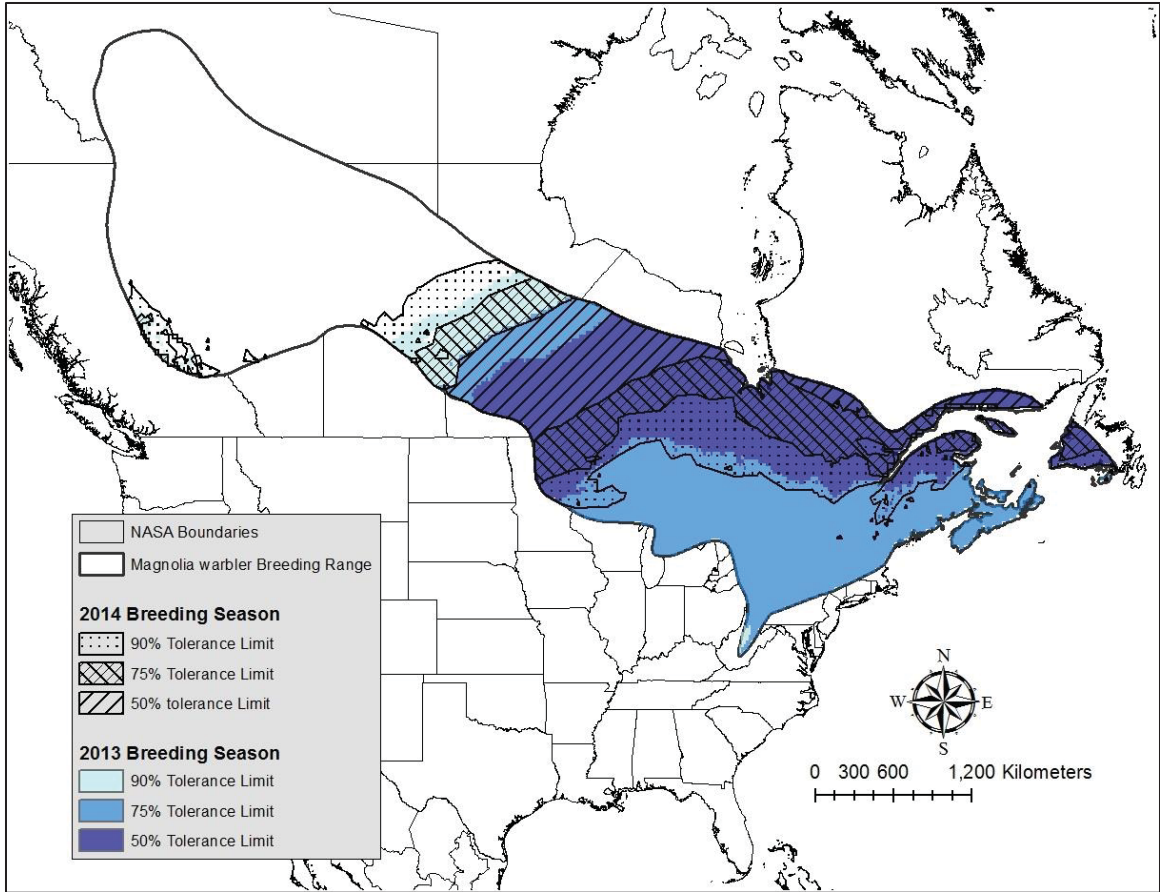 NASA Boundaries
Magnolia warbler Breeding Range
2014 Breeding Season
90% Tolerance Limit
75% Tolerance Limit
50% tolerance Limit
2013 Breeding Season
90% Tolerance Limit
75% Tolerance Limit
50% Tolerance Limit
N
W E
S
0 300 600 1,200 Kilometers